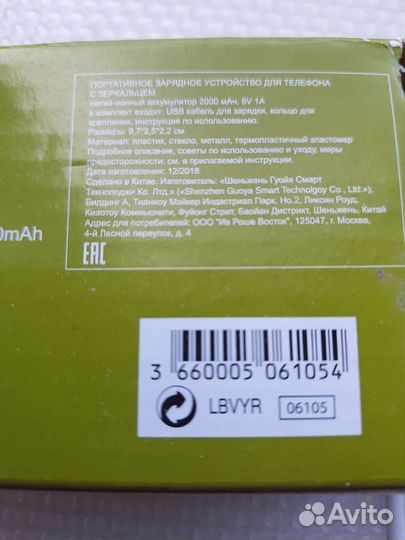 ПОРТАТИВНОЕ ЗАРЯДНОЕ УСТРОЙСТВО ДЛЯ ТЕЛЕФОНА
С ЗЕРКАЛЬЦЕМ
литий-ионный аккумулятор 2000 мАч, 5V 1A
в комплект входит: USB кабель для зарядки, кольцо для
крепления, инструкция по использованию.
Размеры: 9,7*2,5*2,2 см.
Материал: пластик, стекло, металл, термопластичный эластомер
Подробное описание, советы по использованию и уходу, меры
предосторожности см. в прилагаемой инструкции.
Дата изготовления: 12/2018
Сделано в Китае. Изготовитель: «Шеньжень Гуойя Смарт
Текнолоджи Ко. Лтд.» («Shenzhen Guoya Smart Technolgoy Co., Ltd.»),
Билдинг А, Тианиоу Мэйкер Индастриал Парк, Но.2, Ликсин Роуд,
Киаотоу Коммьюнити, Фуйонг Стрит, Баойан Дистрикт, Шеньжень, Китай
Адрес для потребителей: ООО "Ив Роше Восток", 125047, г. Москва,
4-й Лесной переулок, д. 4
0mAh
EAC
3 660005 061054
LBVYR 06105
Avito